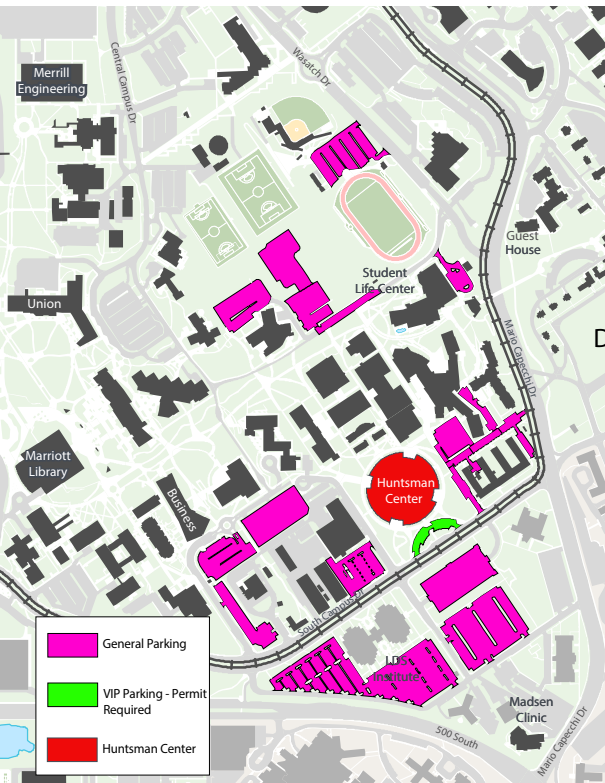 Central Campus Dr
Wasatch Dr
Merrill
Engineering
Guest
House
Student
Life Center
Union
Mario Capecchi Dr
D
Marriott
Library
Business
Huntsman
Center
South Campus Dr
LDS
Institute
General Parking
VIP Parking - Permit
Required
Huntsman Center
Madsen
Clinic
500 South
Mario Capecchi Dr